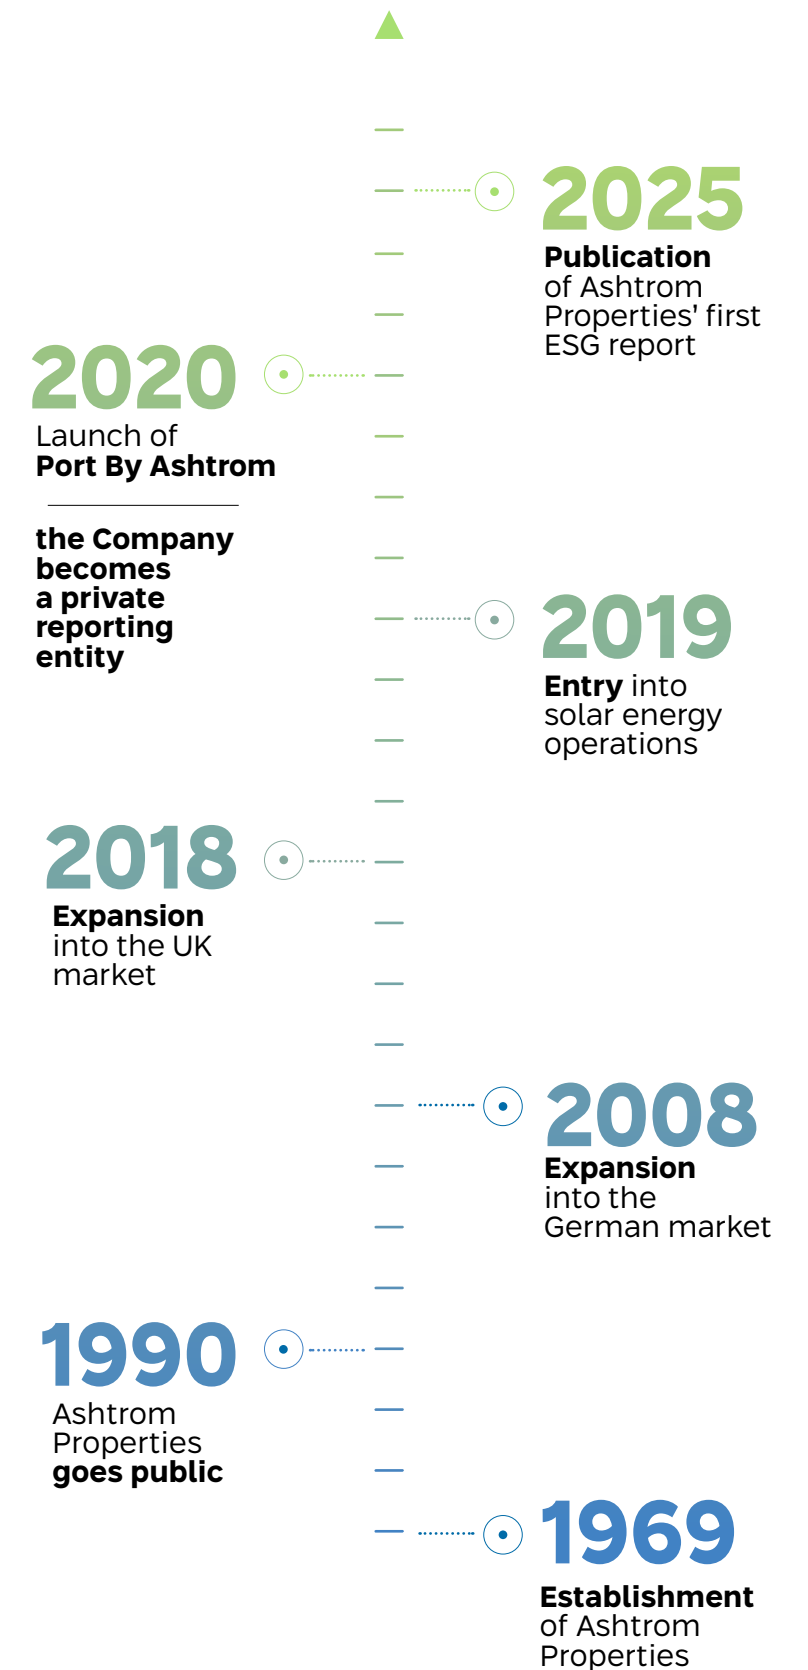 2025
Publication
of Ashtrom
Properties' first
ESG report
2020
Launch of
Port By Ashtrom
the Company
becomes
a private
reporting
entity
2019
Entry into
solar energy
operations
2018
Expansion
into the UK
market
2008
Expansion
into the
German market
1990
Ashtrom
Properties
goes public
1969
Establishment
of Ashtrom
Properties